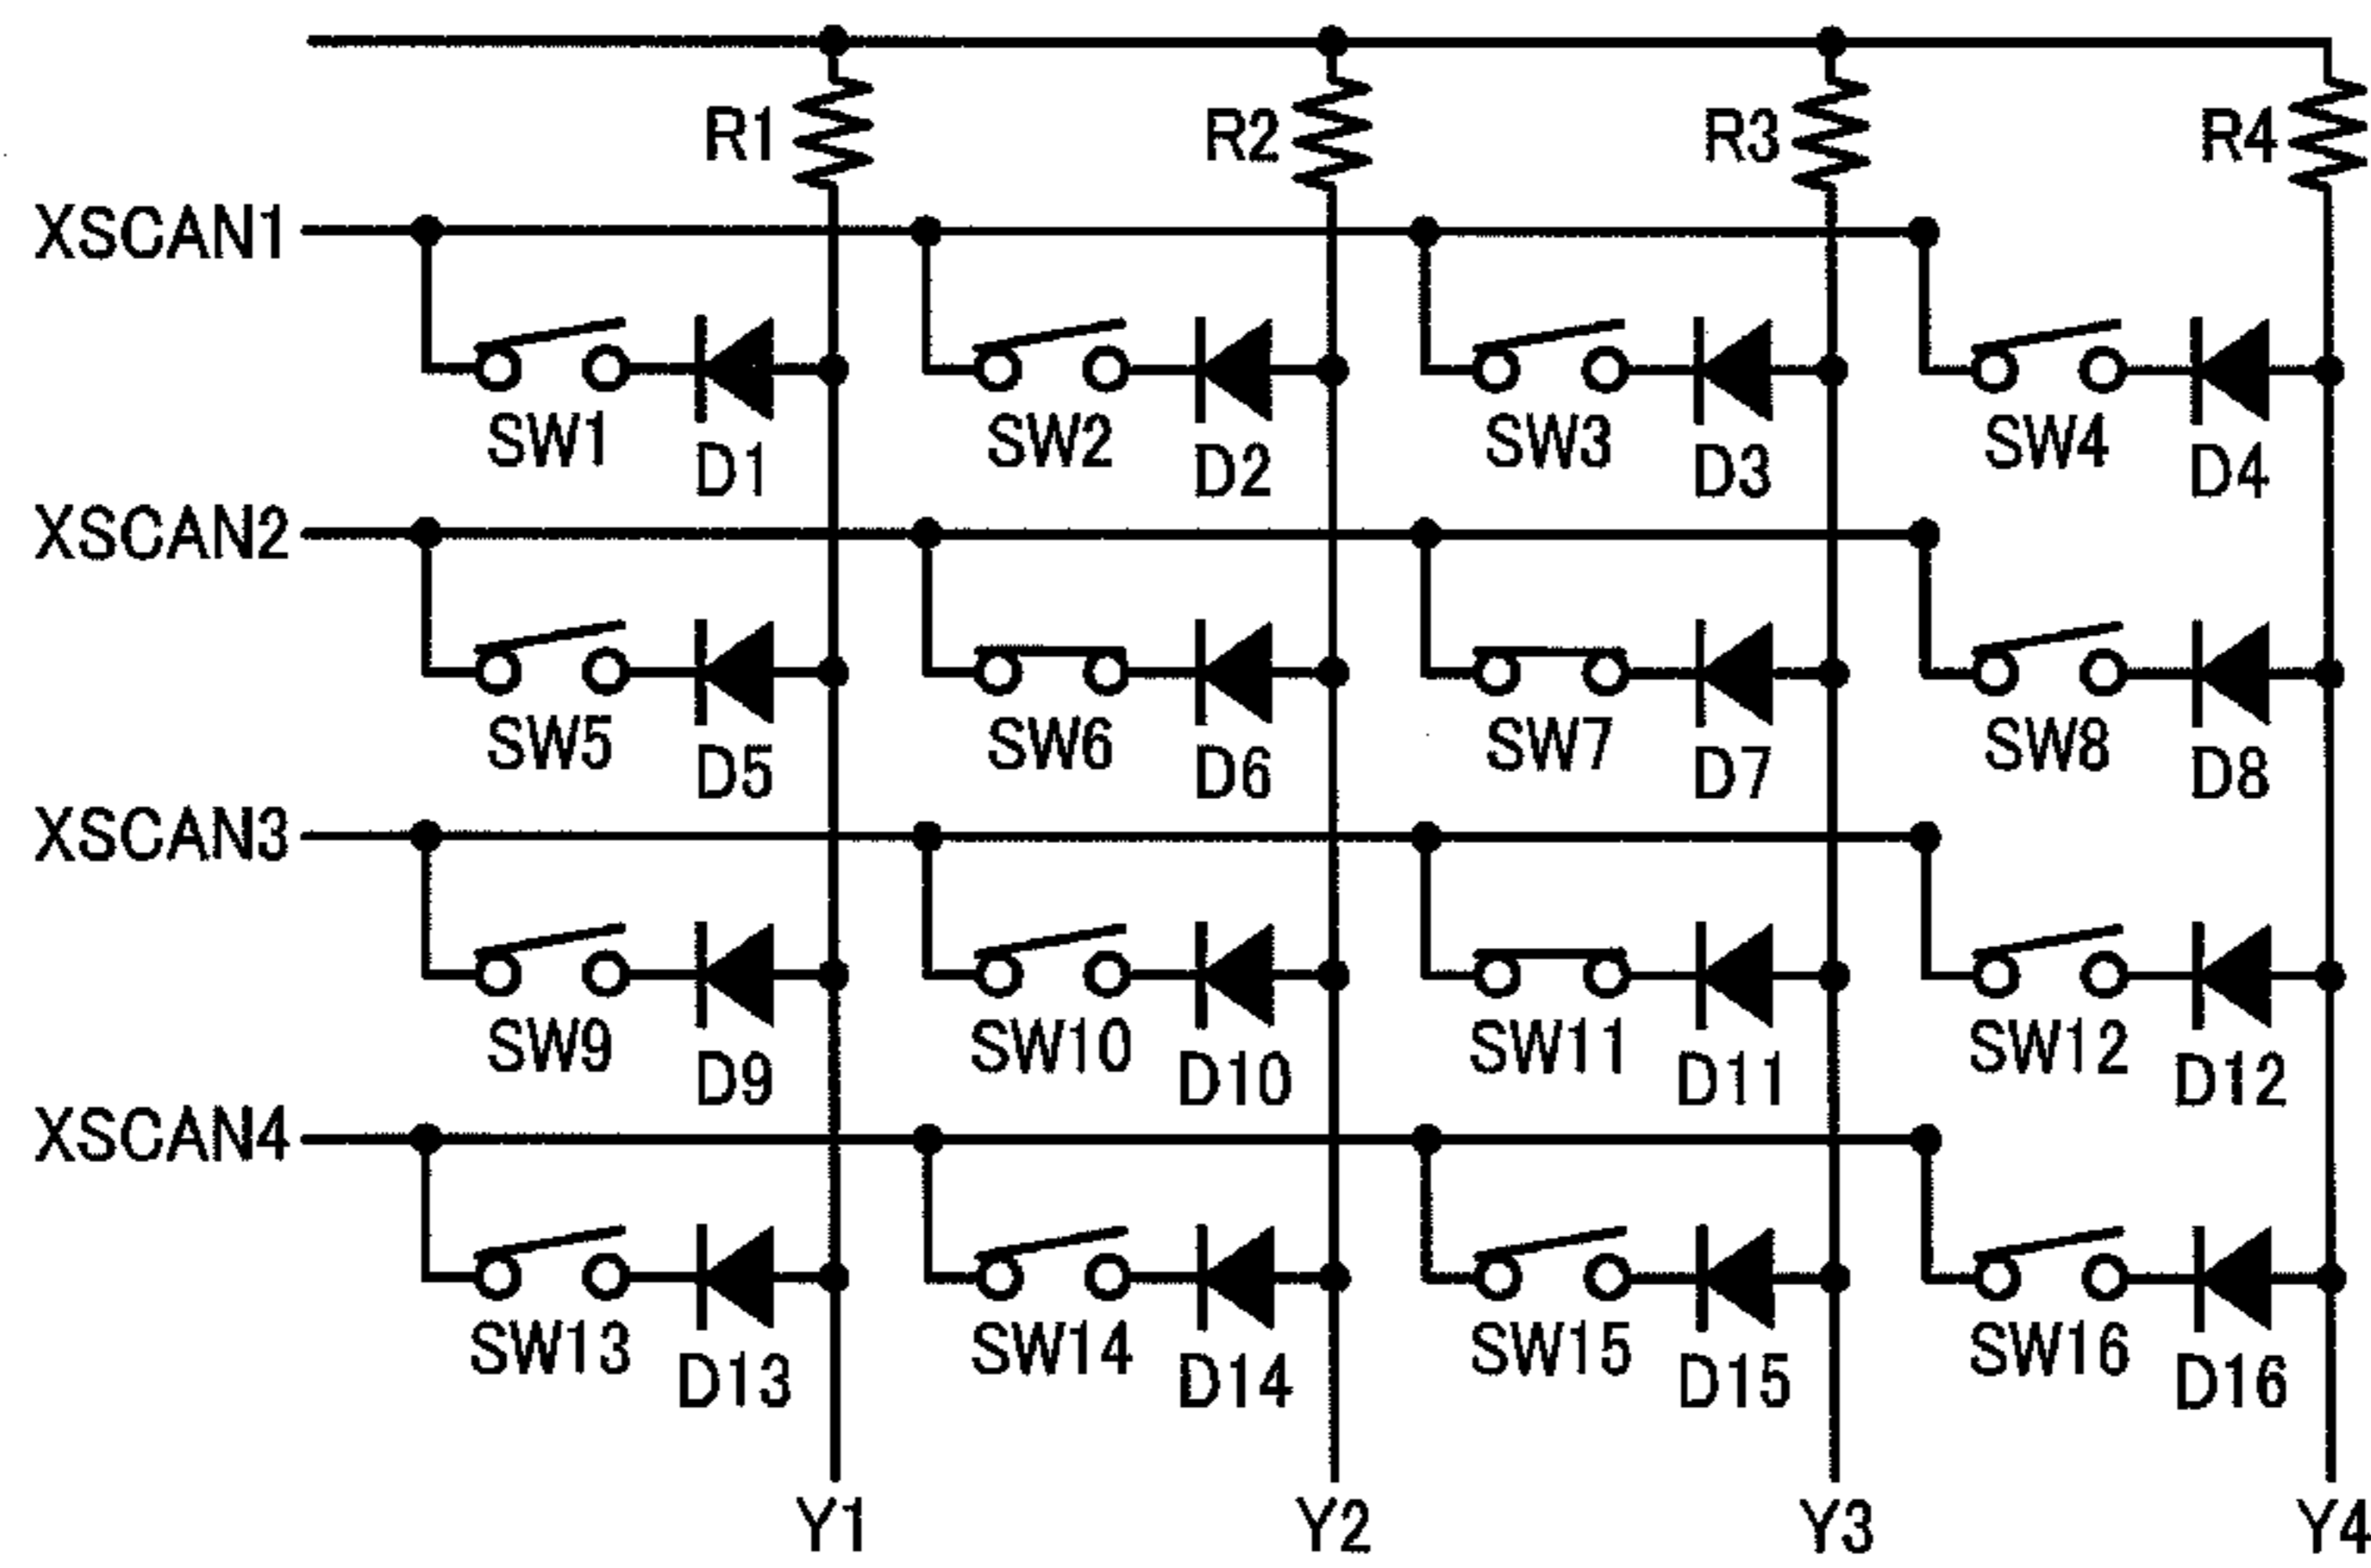 R1 R2 R3 R4
XSCAN1
SW1 SW2 SW3 SW4
D1 D2 D3 D4
XSCAN2
SW5 SW6 SW7 SW8
D5 D6 D7 D8
XSCAN3
SW9 SW10 SW11 SW12
D9 D10 D11 D12
XSCAN4
SW13 SW14 SW15 SW16
D13 D14 D15 D16
Y1 Y2 Y3 Y4